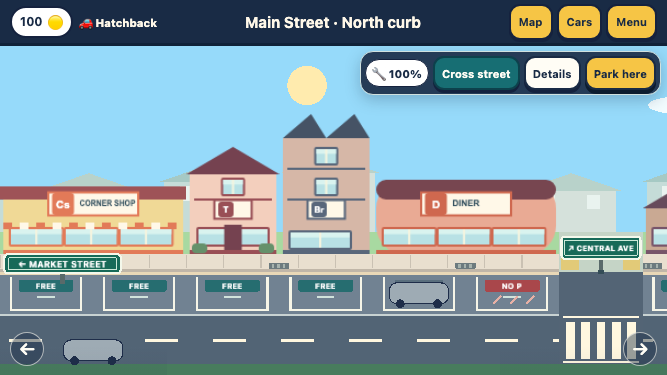 100 Hatchback Main Street · North curb Map Cars Menu
100% Cross street Details Park here
Cs CORNER SHOP
T
Br
D DINER
← MARKET STREET
↗ CENTRAL AVE
FREE FREE FREE FREE NO P